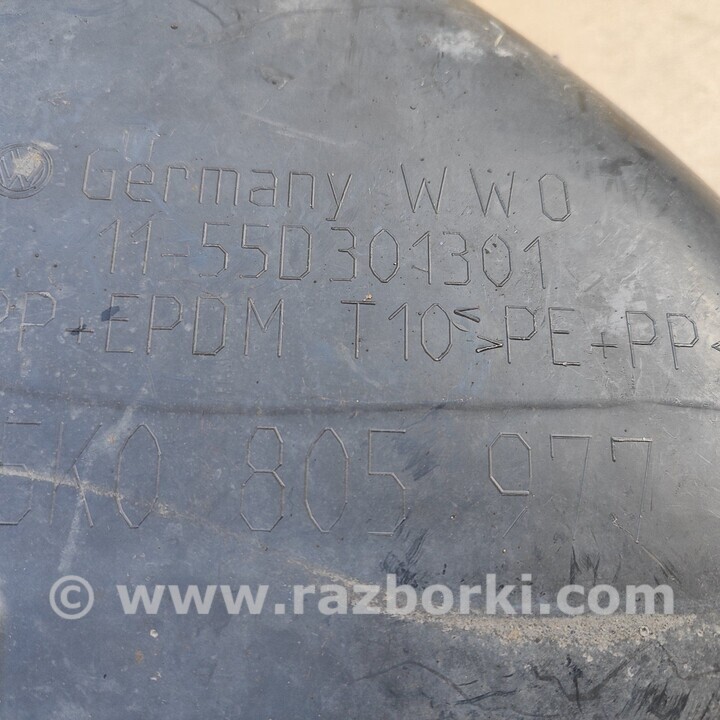 Germany WWO
11-55D301301
PP+EPDM T10<>PE+PP<
5K0 805 977
© www.razborki.com